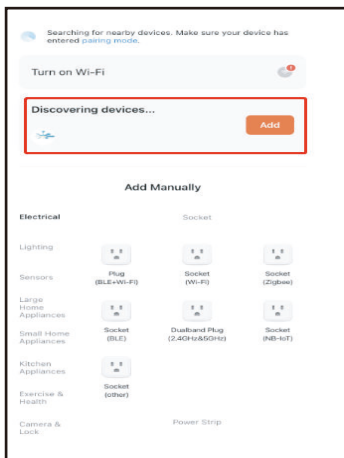 Searching for nearby devices. Make sure your device has
entered pairing mode.
Turn on Wi-Fi
Discovering devices...
Add
Add Manually
Electrical
Socket
Lighting
Sensors
Large
Home
Appliances
Small Home
Appliances
Kitchen
Appliances
Exercise &
Health
Camera &
Lock
Plug
(BLE+Wi-Fi)
Socket
(Wi-Fi)
Socket
(Zigbee)
Socket
(BLE)
Dualband Plug
(2.4GHz&5GHz)
Socket
(NB-IoT)
Socket
(other)
Power Strip